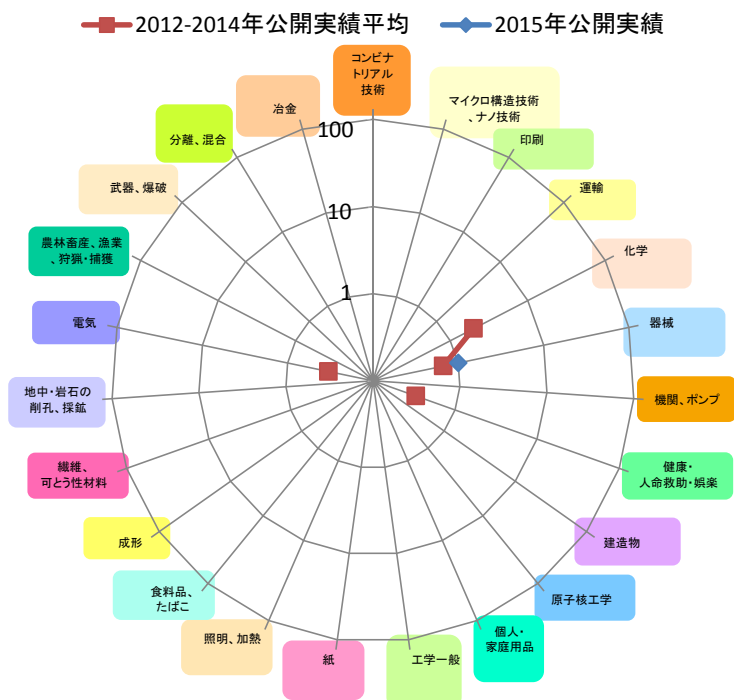 2012-2014年公開実績平均
2015年公開実績
100
10
1
コンビナ
トリアル
技術
マイクロ構造技術
、ナノ技術
印刷
運輸
化学
器械
機関、ポンプ
健康・
人命救助・娯楽
建造物
原子核工学
個人・
家庭用品
工学一般
紙
照明、加熱
食料品、
たばこ
成形
繊維、
可とう性材料
地中・岩石の
削孔、採鉱
電気
農林畜産、漁業
、狩猟・捕獲
武器、爆破
分離、混合
冶金